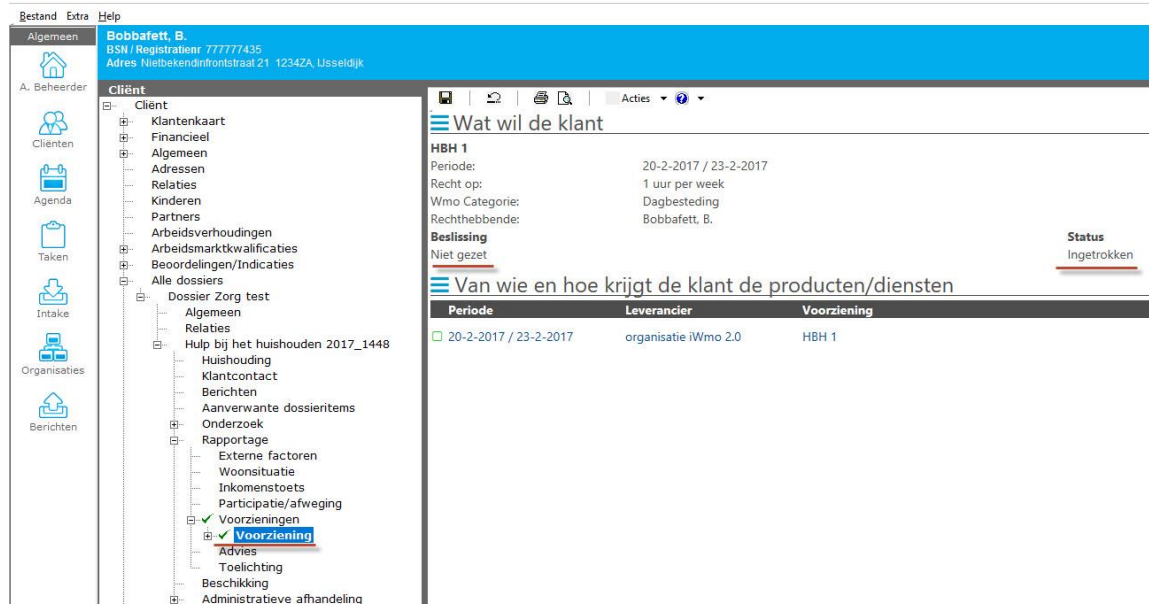 Bestand Extra Help
Algemeen
A. Beheerder
Cliënten
Agenda
Taken
Intake
Organisaties
Berichten
Bobbafett, B.
BSN / Registratienr 777777435
Adres Nietbekendinfrontstraat 21 1234ZA, IJsseldijk
Cliënt
Cliënt
Klantenkaart
Financieel
Algemeen
Adressen
Relaties
Kinderen
Partners
Arbeidsverhoudingen
Arbeidsmarktkwalificaties
Beoordelingen/Indicaties
Alle dossiers
Dossier Zorg test
Algemeen
Relaties
Hulp bij het huishouden 2017_1448
Huishouding
Klantcontact
Berichten
Aanverwante dossieritems
Onderzoek
Rapportage
Externe factoren
Woonsituatie
Inkomenstoets
Participatie/afweging
Voorzieningen
Voorziening
Advies
Toelichting
Beschikking
Administratieve afhandeling
Acties
Wat wil de klant
HBH 1
Periode: 20-2-2017 / 23-2-2017
Recht op: 1 uur per week
Wmo Categorie: Dagbesteding
Rechthebbende: Bobbafett, B.
Beslissing Status
Niet gezet Ingetrokken
Van wie en hoe krijgt de klant de producten/diensten
Periode Leverancier Voorziening
20-2-2017 / 23-2-2017 organisatie iWmo 2.0 HBH 1